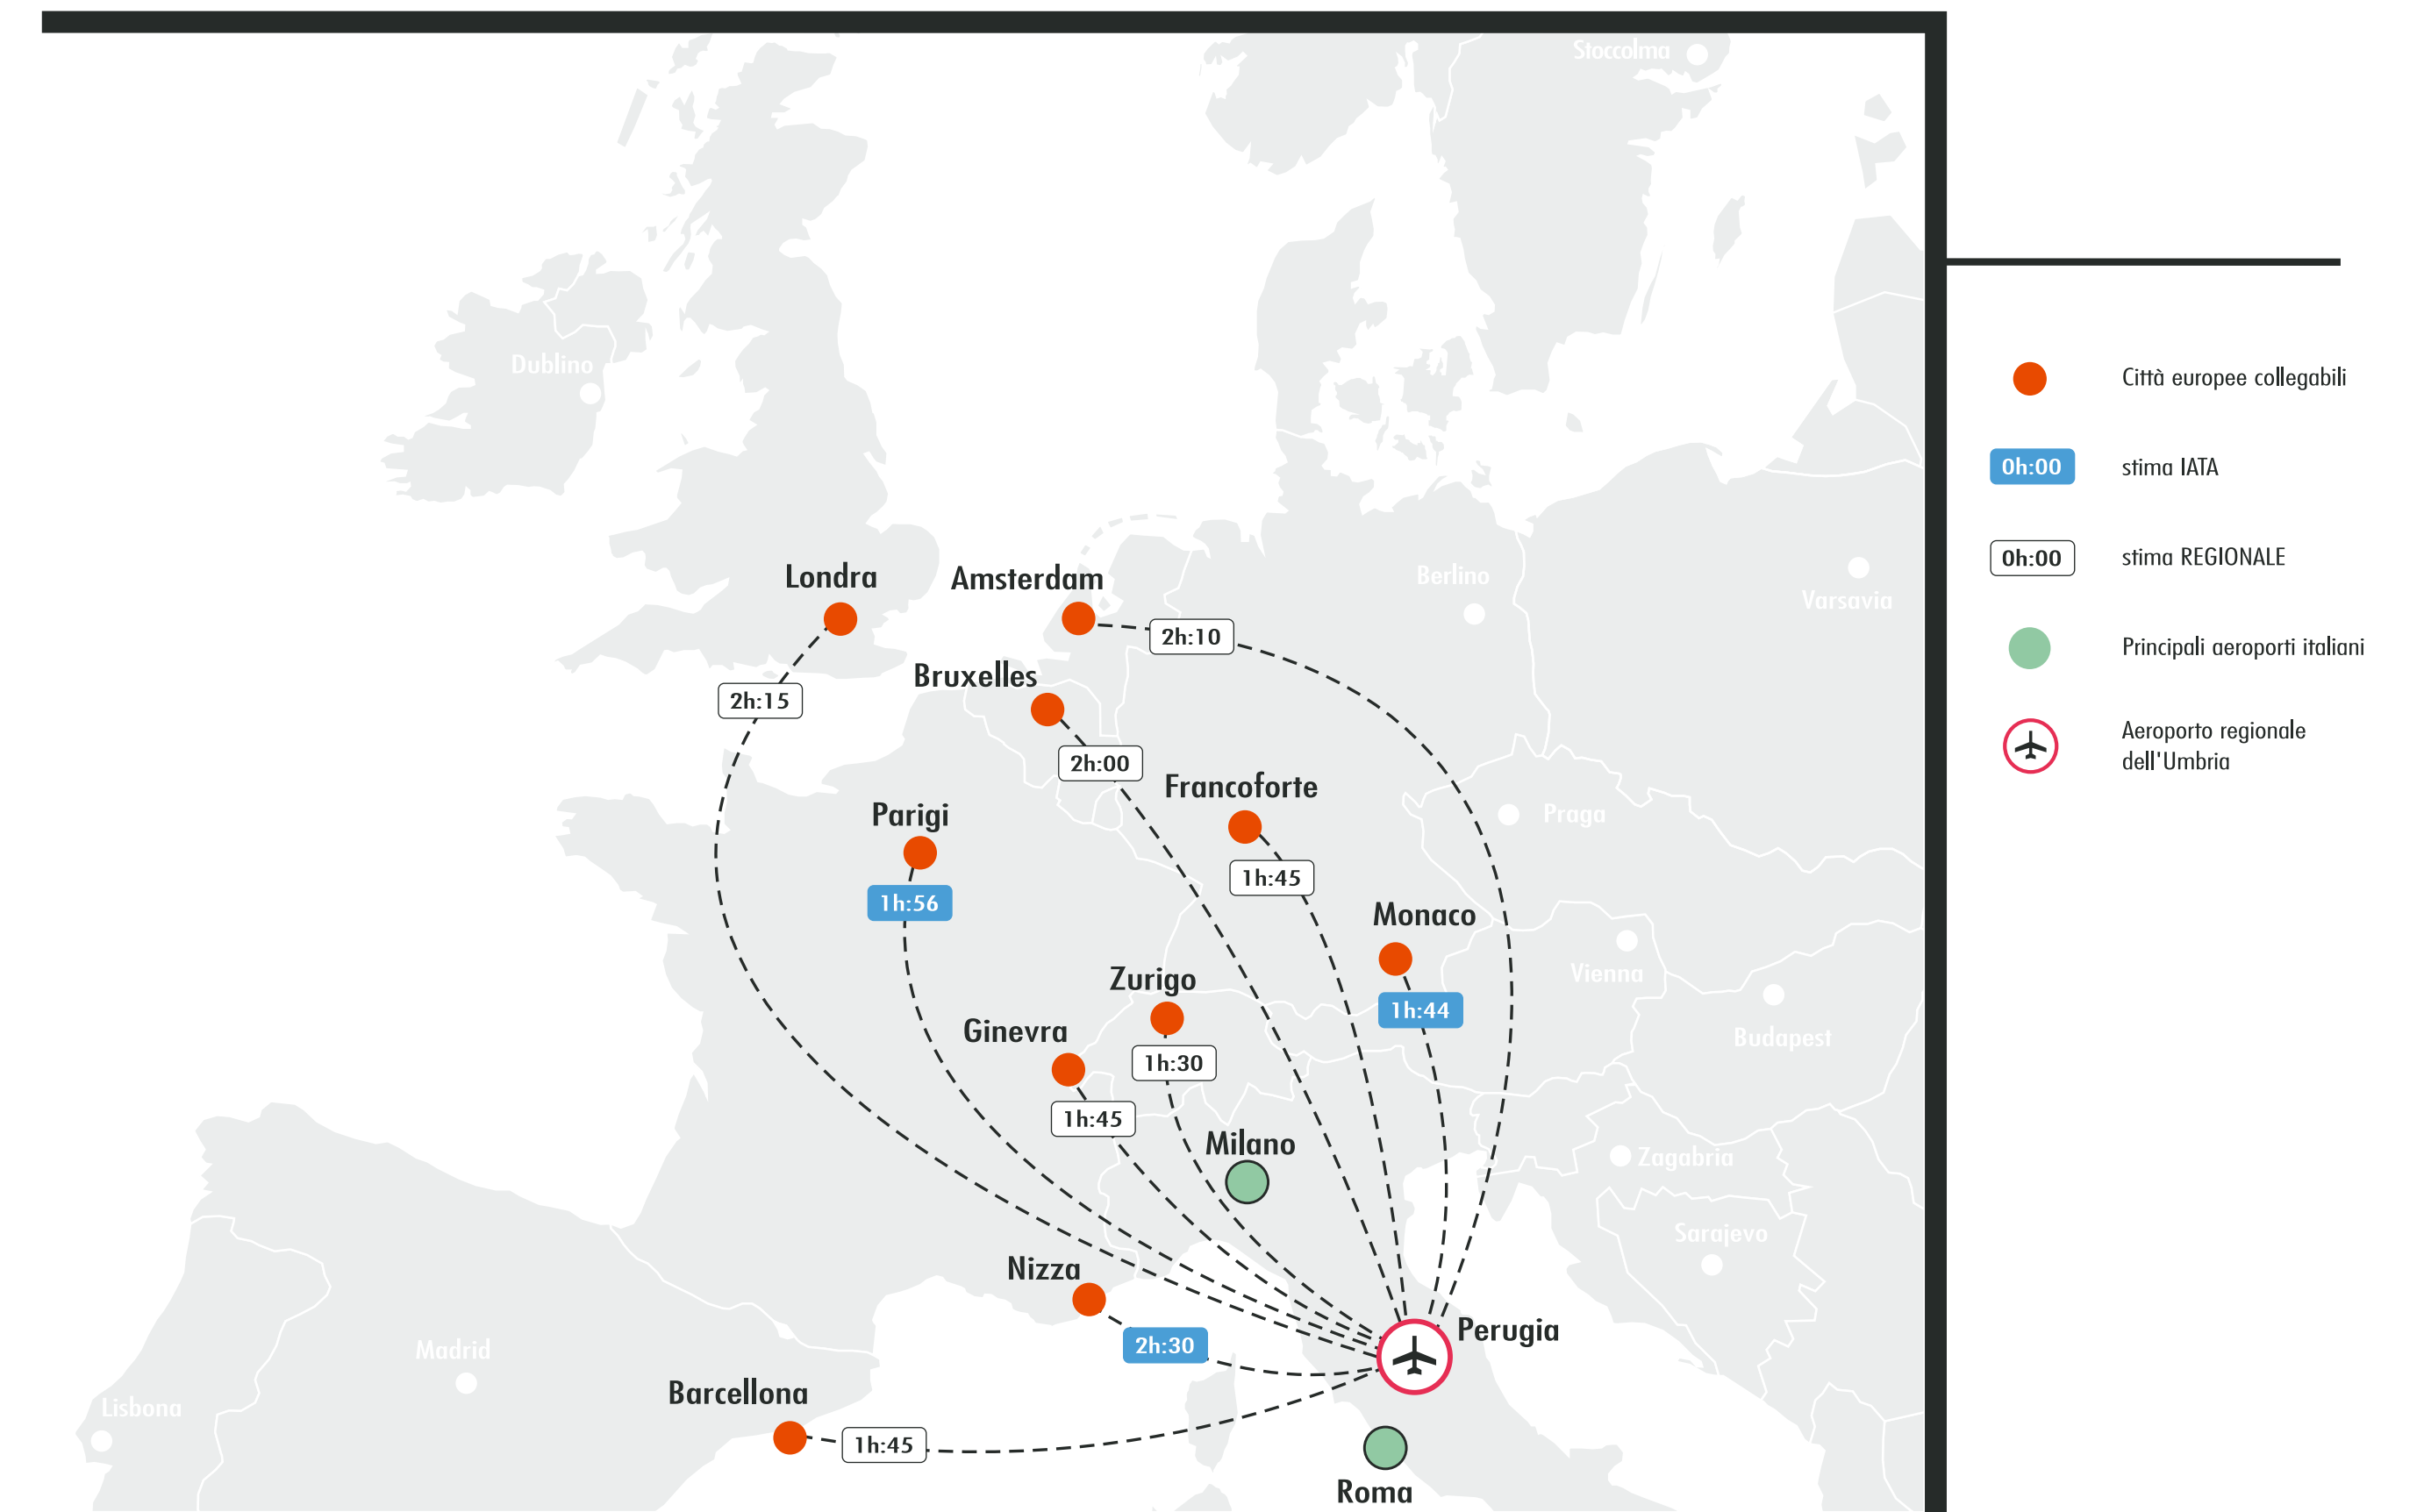 Stoccolma
Dublino
Londra
Amsterdam
Berlino
Varsavia
2h:10
Bruxelles
2h:15
2h:00
Francoforte
Parigi
Praga
1h:45
1h:56
Monaco
Vienna
Zurigo
1h:44
Ginevra
Budapest
1h:30
1h:45
Milano
Zagabria
Sarajevo
Nizza
Perugia
2h:30
Madrid
Barcellona
Lisbona
1h:45
Roma
Città europee collegabili
0h:00 stima IATA
0h:00 stima REGIONALE
Principali aeroporti italiani
Aeroporto regionale
dell'Umbria